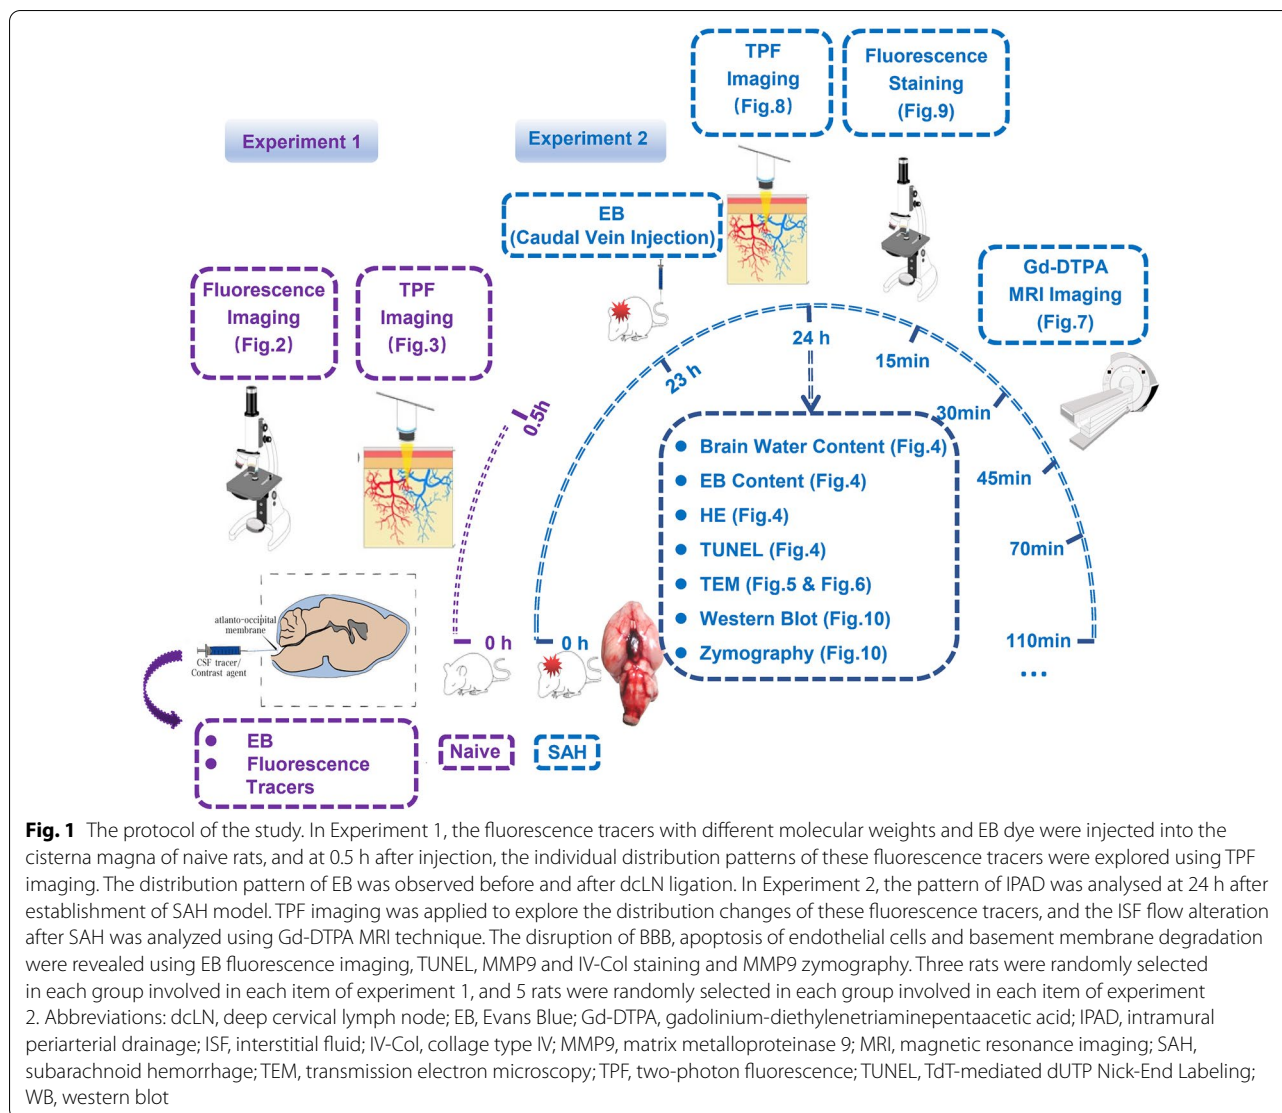 Experiment 1
Experiment 2
TPF
Imaging
(Fig.8)
Fluorescence
Staining
(Fig.9)
EB
(Caudal Vein Injection)
Gd-DTPA
MRI Imaging
(Fig.7)
Fluorescence
Imaging
(Fig.2)
TPF
Imaging
(Fig.3)
0.5h
0 h
0 h
23 h
24 h
15min
30min
45min
70min
110min
...
● Brain Water Content (Fig.4)
● EB Content (Fig.4)
● HE (Fig.4)
● TUNEL (Fig.4)
● TEM (Fig.5 & Fig.6)
● Western Blot (Fig.10)
● Zymography (Fig.10)
atlanto-occipital
membrane
CSF tracer/
Contrast agent
● EB
● Fluorescence
Tracers
Naive
SAH
Fig. 1 The protocol of the study. In Experiment 1, the fluorescence tracers with different molecular weights and EB dye were injected into the
cisterna magna of naive rats, and at 0.5 h after injection, the individual distribution patterns of these fluorescence tracers were explored using TPF
imaging. The distribution pattern of EB was observed before and after dcLN ligation. In Experiment 2, the pattern of IPAD was analysed at 24 h after
establishment of SAH model. TPF imaging was applied to explore the distribution changes of these fluorescence tracers, and the ISF flow alteration
after SAH was analyzed using Gd-DTPA MRI technique. The disruption of BBB, apoptosis of endothelial cells and basement membrane degradation
were revealed using EB fluorescence imaging, TUNEL, MMP9 and IV-Col staining and MMP9 zymography. Three rats were randomly selected
in each group involved in each item of experiment 1, and 5 rats were randomly selected in each group involved in each item of experiment
2. Abbreviations: dcLN, deep cervical lymph node; EB, Evans Blue; Gd-DTPA, gadolinium-diethylenetriaminepentaacetic acid; IPAD, intramural
periarterial drainage; ISF, interstitial fluid; IV-Col, collage type IV; MMP9, matrix metalloproteinase 9; MRI, magnetic resonance imaging; SAH,
subarachnoid hemorrhage; TEM, transmission electron microscopy; TPF, two-photon fluorescence; TUNEL, TdT-mediated dUTP Nick-End Labeling;
WB, western blot